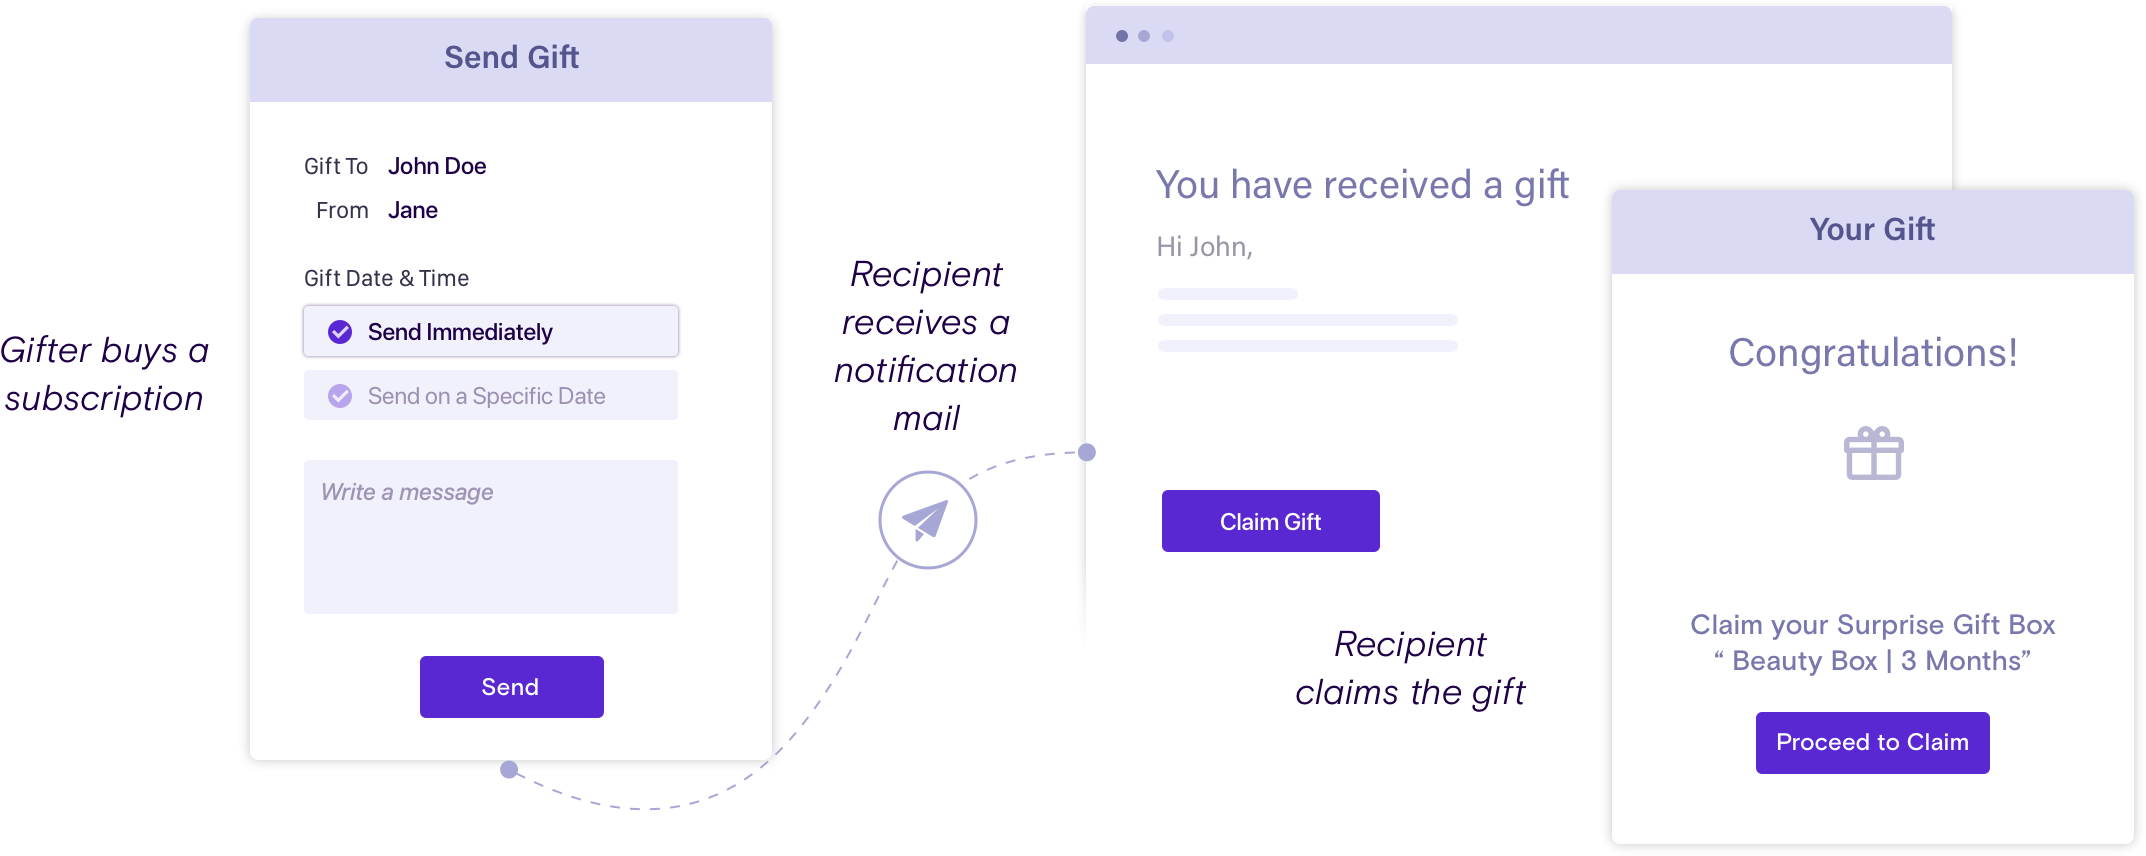 Gifter buys a
subscription
Send Gift
Gift To John Doe
From Jane
Gift Date & Time
Send Immediately
Send on a Specific Date
Write a message
Send
Recipient
receives a
notification
mail
You have received a gift
Hi John,
Claim Gift
Recipient
claims the gift
Your Gift
Congratulations!
Claim your Surprise Gift Box
“ Beauty Box | 3 Months”
Proceed to Claim